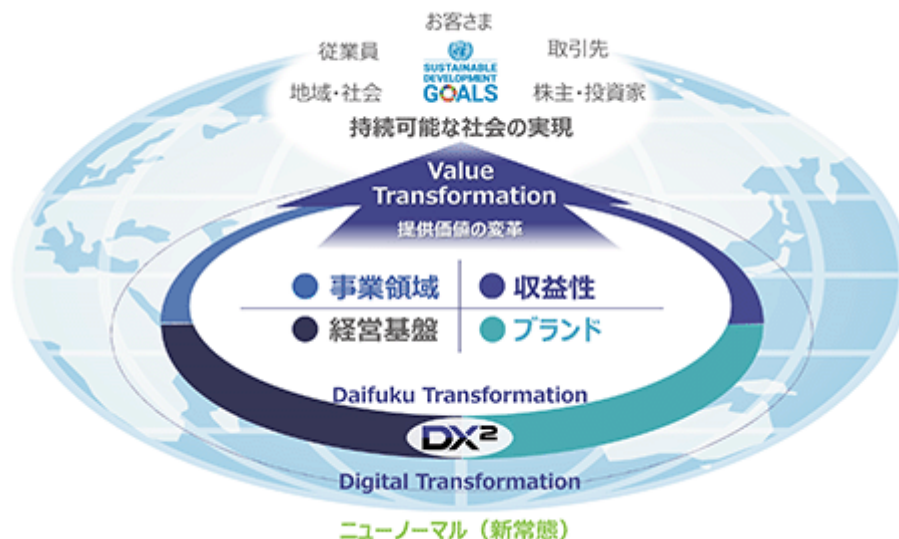 お客さま
従業員
取引先
SUSTAINABLE
DEVELOPMENT
GOALS
地域・社会
株主・投資家
持続可能な社会の実現
Value
Transformation
提供価値の変革
事業領域
収益性
経営基盤
ブランド
Daifuku Transformation
DX²
Digital Transformation
ニューノーマル（新常態）